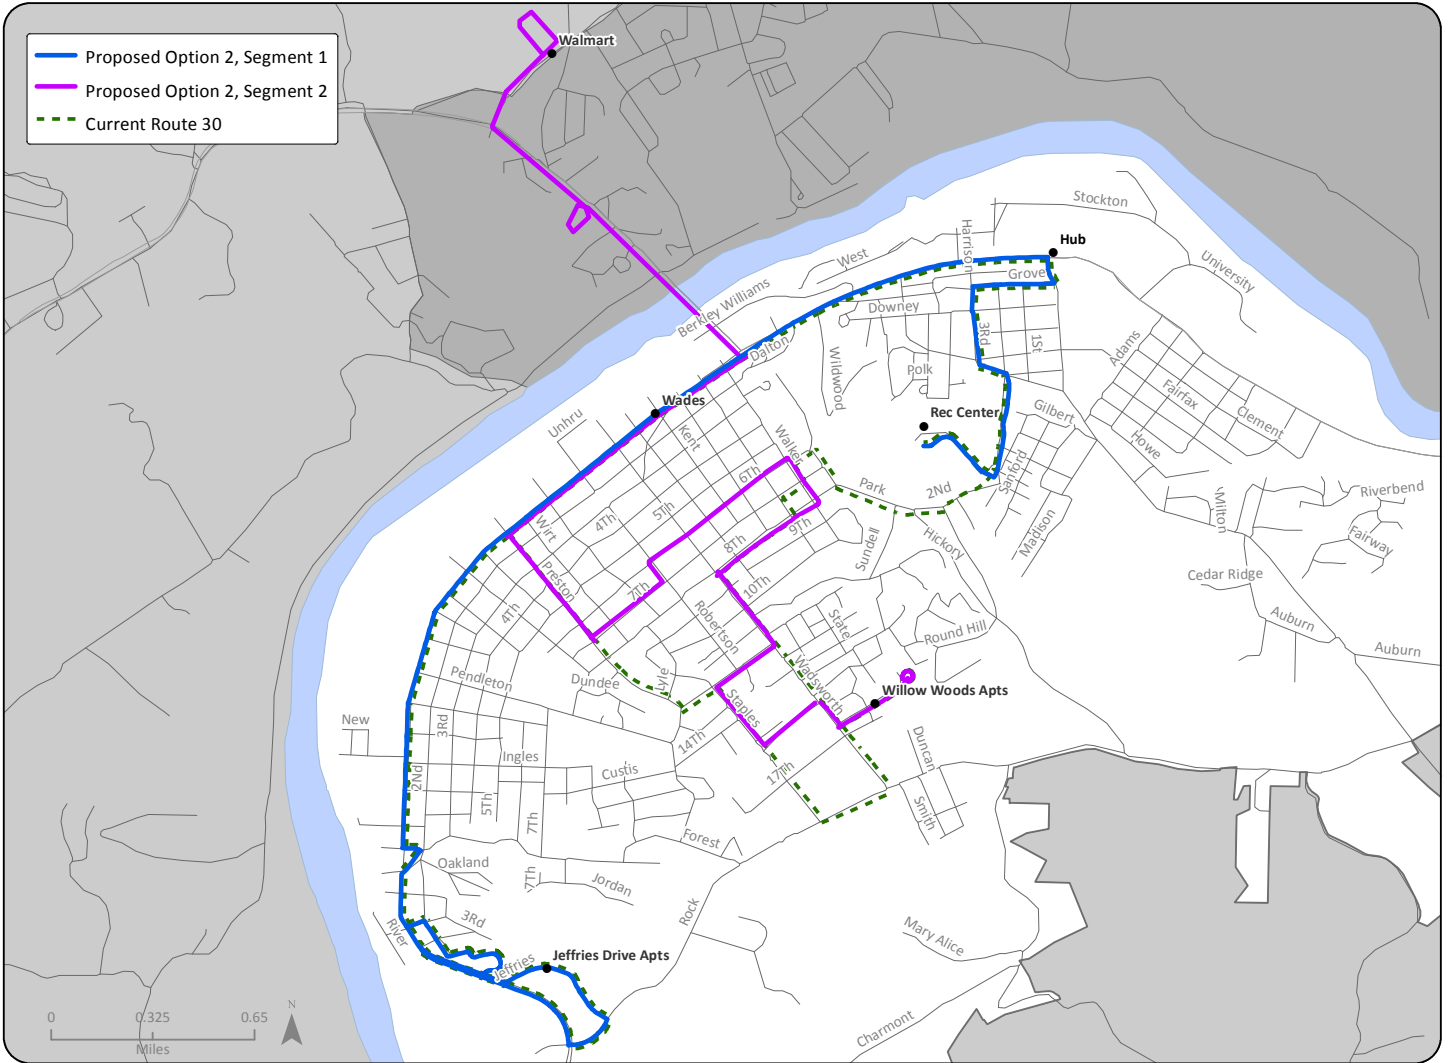 Proposed Option 2, Segment 1
Proposed Option 2, Segment 2
Current Route 30
Walmart
Stockton
Harrison
Hub
West
University
Grove
Berkley Williams
Downey
3Rd
1St
Dalton
Adams
Wildwood
Polk
Wades
Fairfax
Rec Center
Gilbert
Clement
Unhru
Kent
Walker
Howe
6Th
Sanford
Park
2Nd
Riverbend
Milton
5Th
4Th
Wirt
9Th
Madison
Fairway
8Th
Sundell
Hickory
Preston
10Th
Cedar Ridge
7Th
4Th
Robertson
State
Auburn
Round Hill
Auburn
Pendleton
Dundee
Lyle
Wadsworth
Willow Woods Apts
Staples
New
3Rd
14Th
Duncan
Ingles
Custis
17Th
2Nd
5Th
7Th
Smith
Forest
Oakland
7Th
Jordan
Rock
3Rd
River
Mary Alice
Jeffries
Jeffries Drive Apts
N
0 0.325 0.65
Miles
Charmont